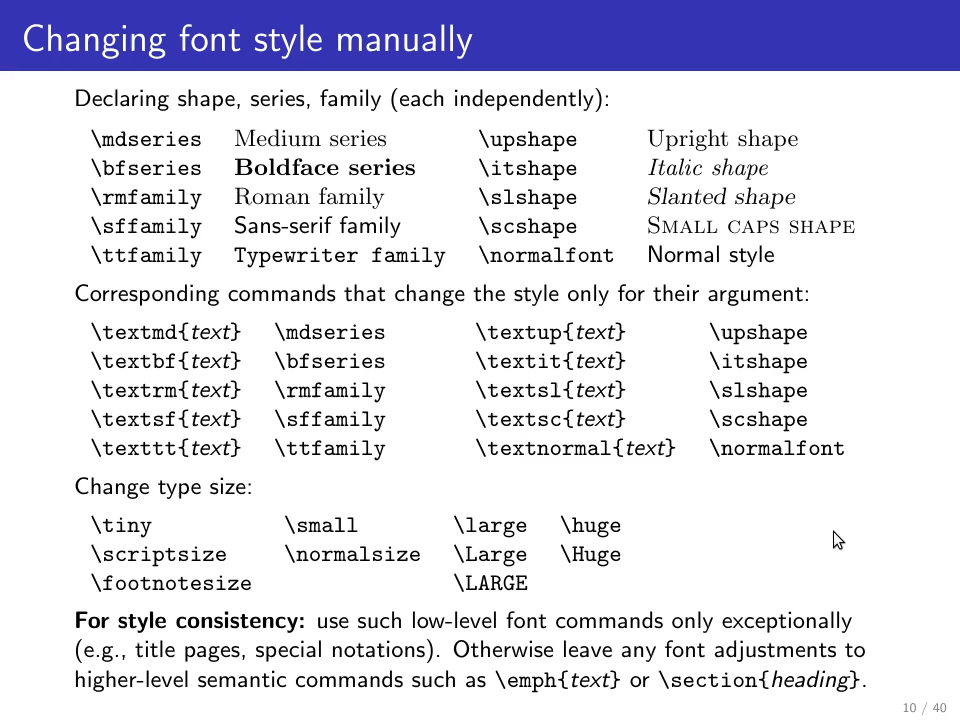 Changing font style manually
Declaring shape, series, family (each independently):
\mdseries Medium series \upshape Upright shape
\bfseries Boldface series \itshape Italic shape
\rmfamily Roman family \slshape Slanted shape
\sffamily Sans-serif family \scshape Small caps shape
\ttfamily Typewriter family \normalfont Normal style
Corresponding commands that change the style only for their argument:
\textmd{text} \mdseries \textup{text} \upshape
\textbf{text} \bfseries \textit{text} \itshape
\textrm{text} \rmfamily \textsl{text} \slshape
\textsf{text} \sffamily \textsc{text} \scshape
\texttt{text} \ttfamily \textnormal{text} \normalfont
Change type size:
\tiny \small \large \huge
\scriptsize \normalsize \Large \Huge
\footnotesize \LARGE
For style consistency: use such low-level font commands only exceptionally
(e.g., title pages, special notations). Otherwise leave any font adjustments to
higher-level semantic commands such as \emph{text} or \section{heading}.
10 / 40